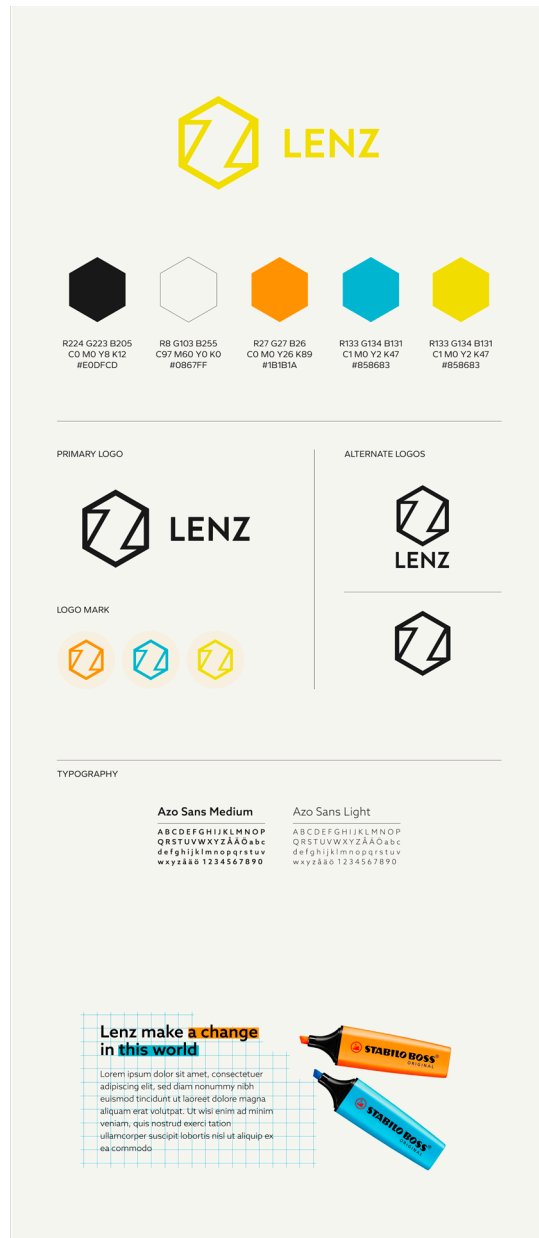 LENZ
R224 G223 B205
C0 M0 Y8 K12
#E0DFCD
R8 G103 B255
C97 M60 Y0 K0
#0867FF
R27 G27 B26
C0 M0 Y26 K89
#1B1B1A
R133 G134 B131
C1 M0 Y2 K47
#858683
R133 G134 B131
C1 M0 Y2 K47
#858683
PRIMARY LOGO
LENZ
LOGO MARK
ALTERNATE LOGOS
LENZ
TYPOGRAPHY
Azo Sans Medium
ABCDEFGHIJKLMNOP
QRSTUVWXYZÅÄÖabc
defghijklmnopqrstuv
wxyzåäö 1234567890
Azo Sans Light
ABCDEFGHIJKLMNOP
QRSTUVWXYZÅÄÖabc
defghijklmnopqrstuv
wxyzåäö 1234567890
Lenz make a change
in this world
Lorem ipsum dolor sit amet, consectetuer
adipiscing elit, sed diam nonummy nibh
euismod tincidunt ut laoreet dolore magna
aliquam erat volutpat. Ut wisi enim ad minim
veniam, quis nostrud exerci tation
ullamcorper suscipit lobortis nisl ut aliquip ex
ea commodo
STABILO BOSS®
ORIGINAL
STABILO BOSS®
ORIGINAL